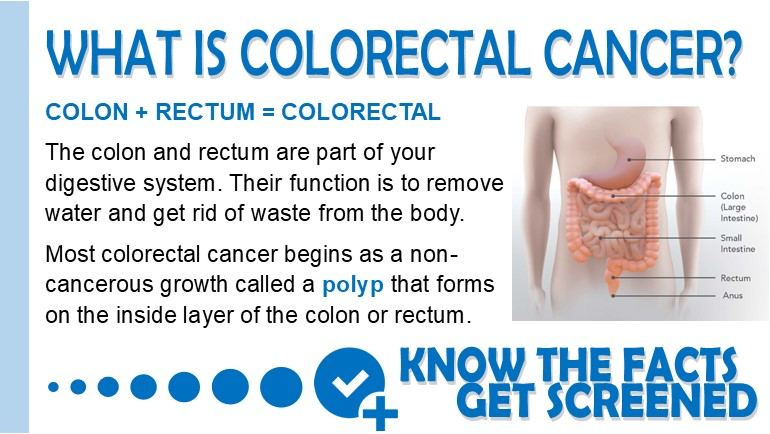 WHAT IS COLORECTAL CANCER?
COLON + RECTUM = COLORECTAL
The colon and rectum are part of your
digestive system. Their function is to remove
water and get rid of waste from the body.
Most colorectal cancer begins as a non-
cancerous growth called a polyp that forms
on the inside layer of the colon or rectum.
Stomach
Colon
(Large
Intestine)
Small
Intestine
Rectum
Anus
KNOW THE FACTS
GET SCREENED